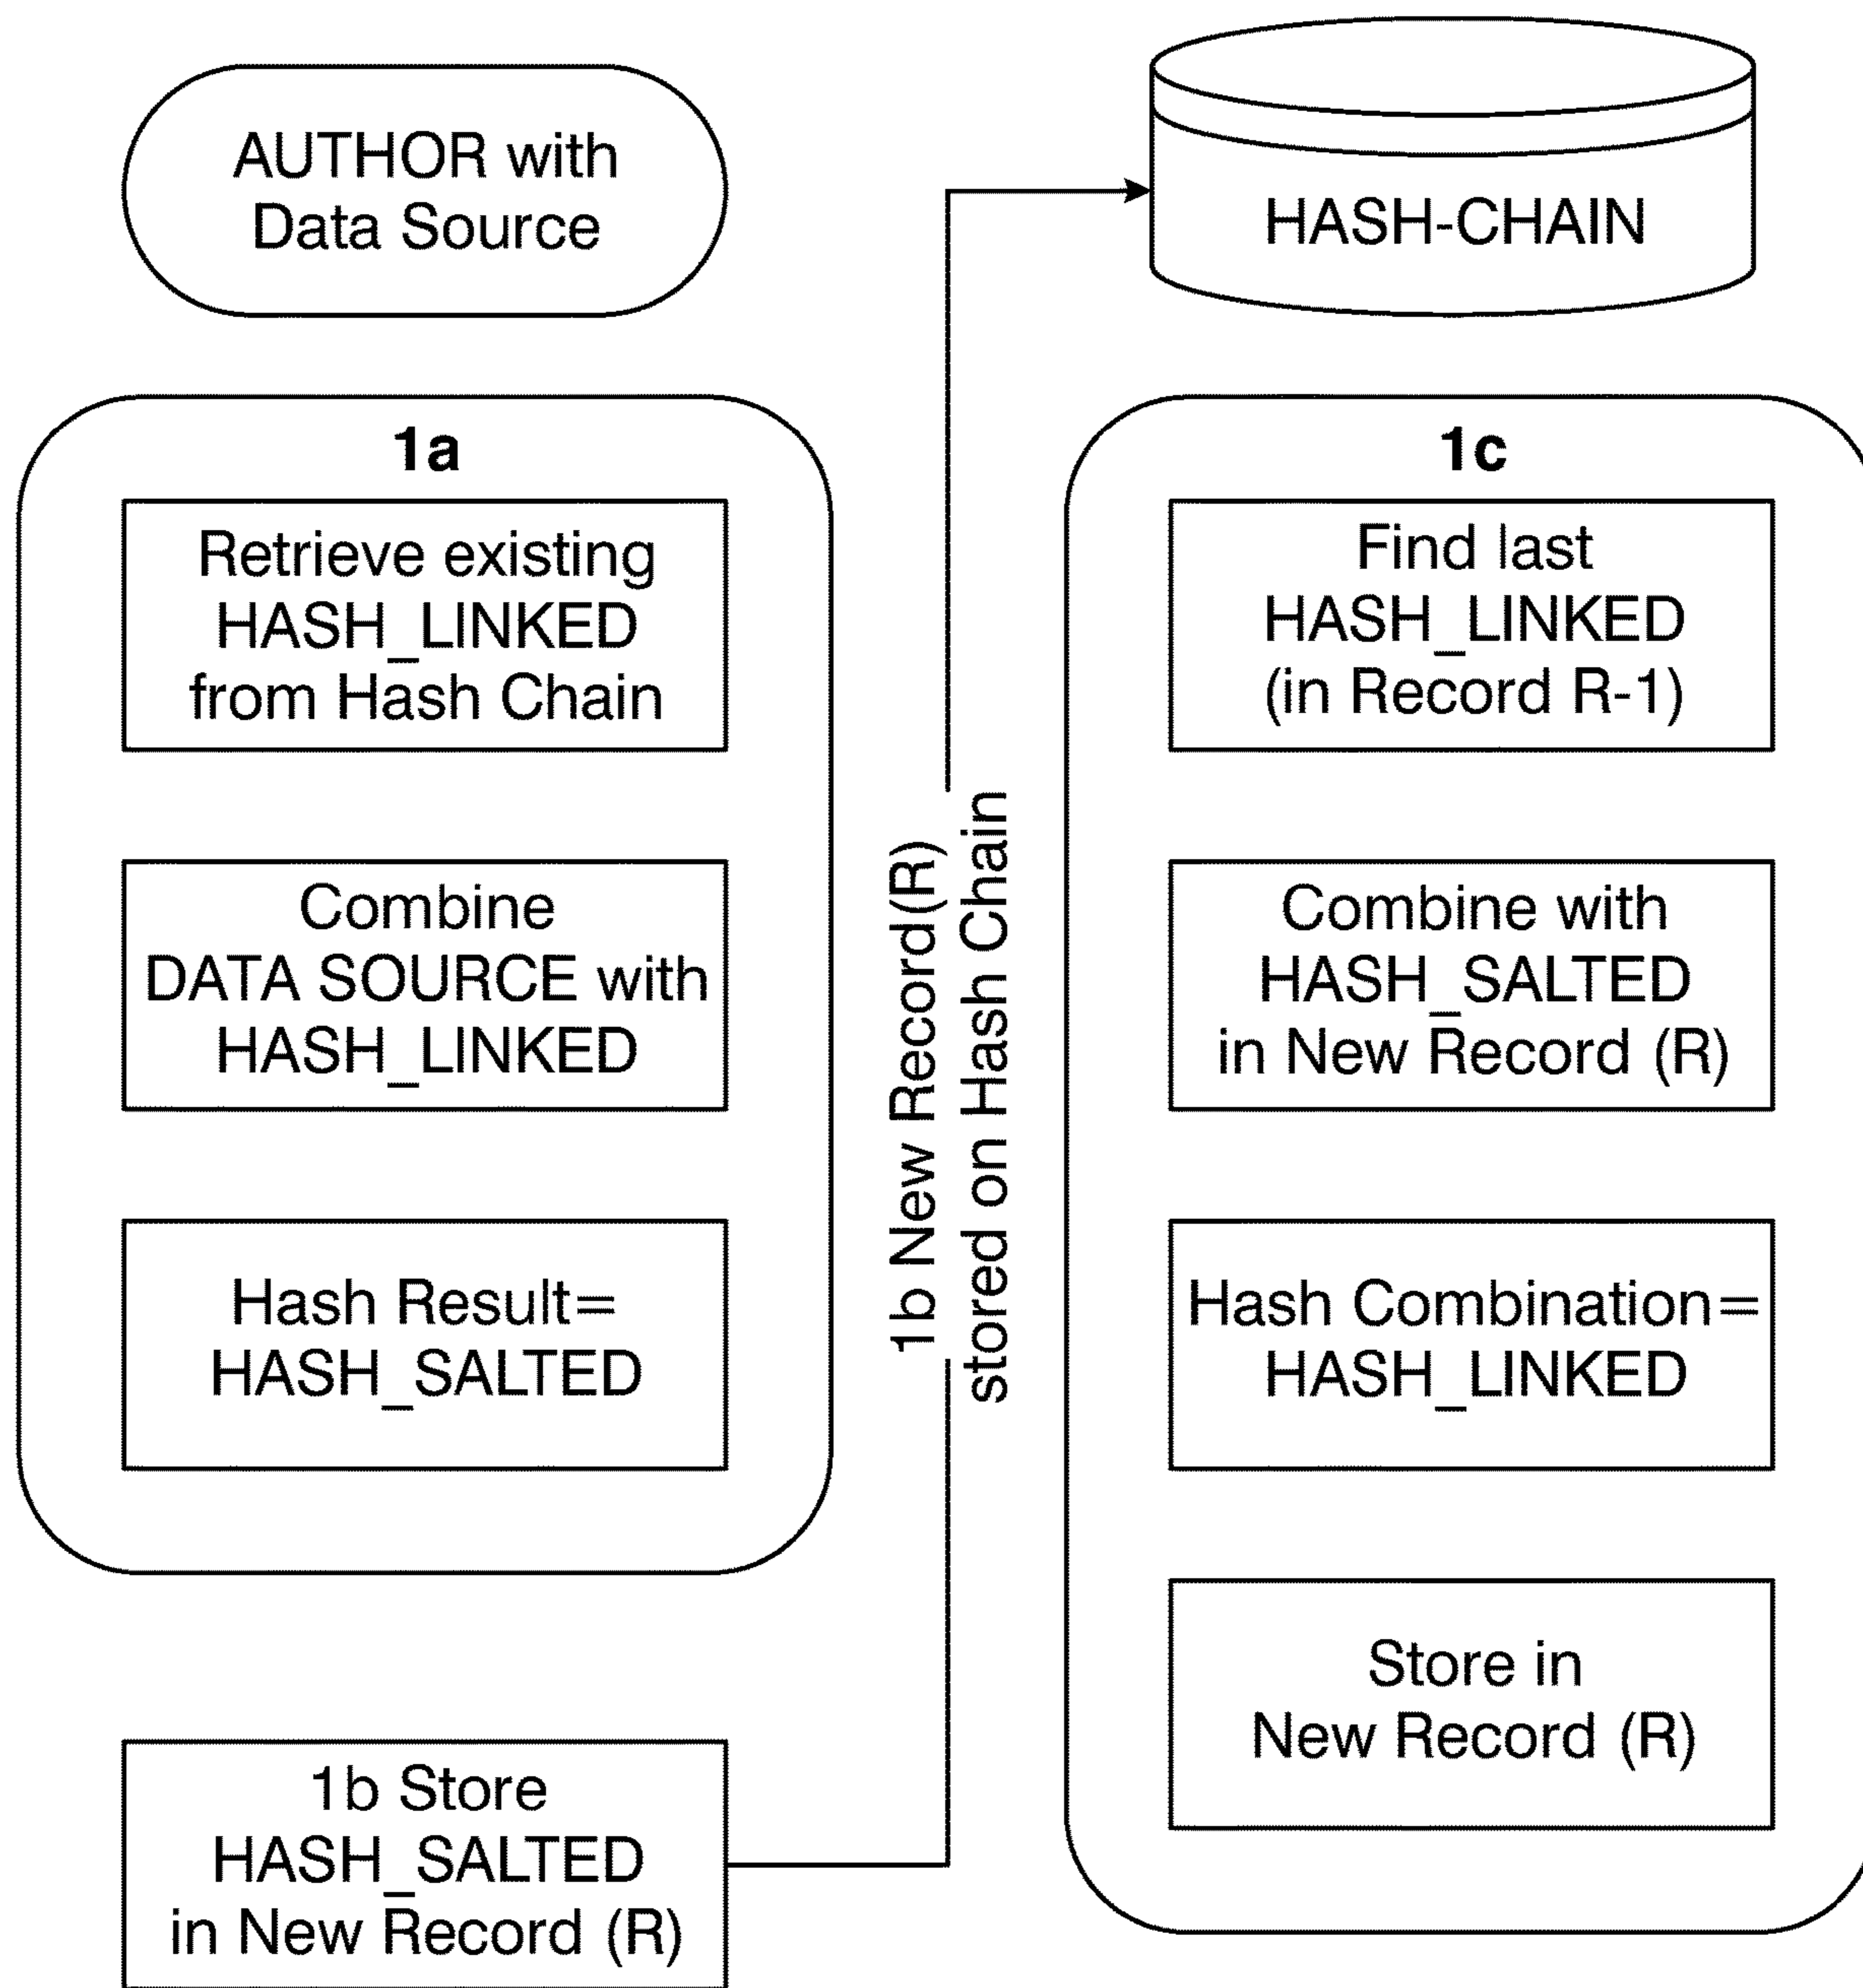 AUTHOR with
Data Source
HASH-CHAIN
1a
Retrieve existing
HASH_LINKED
from Hash Chain
Combine
DATA SOURCE with
HASH_LINKED
Hash Result=
HASH_SALTED
1b Store
HASH_SALTED
in New Record (R)
1b New Record(R)
stored on Hash Chain
1c
Find last
HASH_LINKED
(in Record R-1)
Combine with
HASH_SALTED
in New Record (R)
Hash Combination=
HASH_LINKED
Store in
New Record (R)